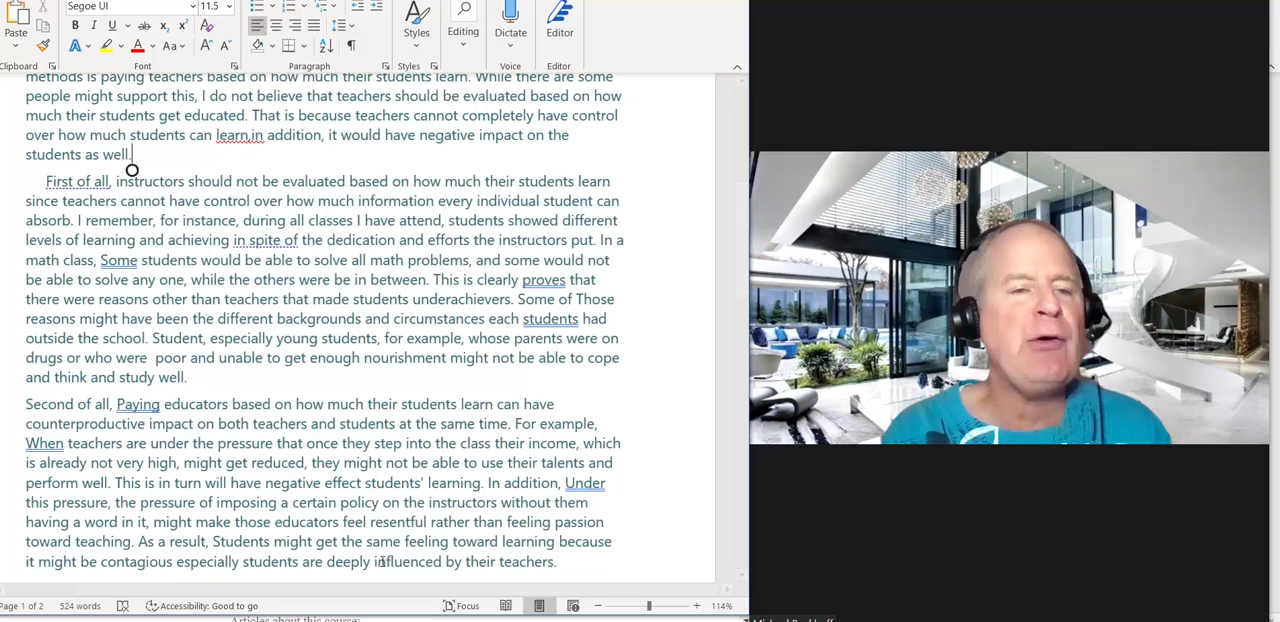 Segoe UI
11.5
Paste
Clipboard
Font
Paragraph
Styles
Styles
Editing
Dictate
Voice
Editor
Editor
methods is paying teachers based on how much their students learn. While there are some
people might support this, I do not believe that teachers should be evaluated based on how
much their students get educated. That is because teachers cannot completely have control
over how much students can learn,in addition, it would have negative impact on the
students as well.
First of all, instructors should not be evaluated based on how much their students learn
since teachers cannot have control over how much information every individual student can
absorb. I remember, for instance, during all classes I have attend, students showed different
levels of learning and achieving in spite of the dedication and efforts the instructors put. In a
math class, Some students would be able to solve all math problems, and some would not
be able to solve any one, while the others were be in between. This is clearly proves that
there were reasons other than teachers that made students underachievers. Some of Those
reasons might have been the different backgrounds and circumstances each students had
outside the school. Student, especially young students, for example, whose parents were on
drugs or who were  poor and unable to get enough nourishment might not be able to cope
and think and study well.
Second of all, Paying educators based on how much their students learn can have
counterproductive impact on both teachers and students at the same time. For example,
When teachers are under the pressure that once they step into the class their income, which
is already not very high, might get reduced, they might not be able to use their talents and
perform well. This is in turn will have negative effect students' learning. In addition, Under
this pressure, the pressure of imposing a certain policy on the instructors without them
having a word in it, might make those educators feel resentful rather than feeling passion
toward teaching. As a result, Students might get the same feeling toward learning because
it might be contagious especially students are deeply influenced by their teachers.
Page 1 of 2
524 words
Accessibility: Good to go
Focus
114%
Articles about this course: